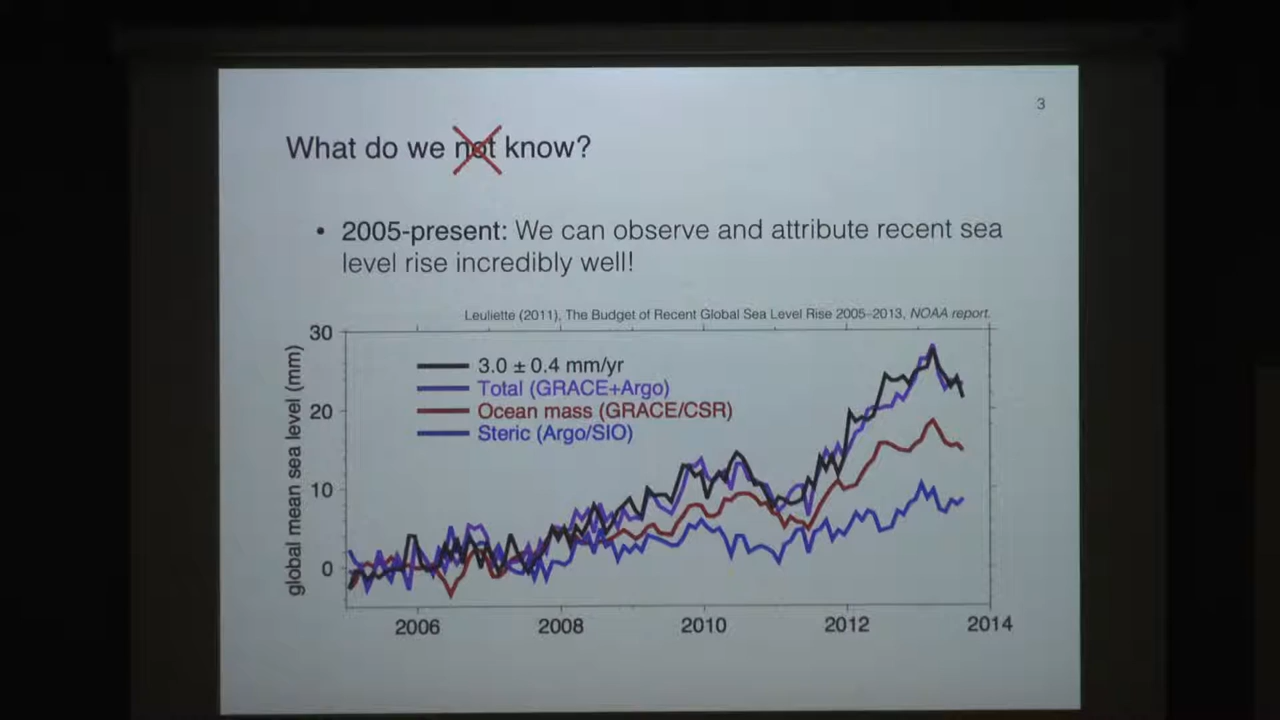 3
What do we not know?
• 2005-present: We can observe and attribute recent sea
level rise incredibly well!
Leuliette (2011), The Budget of Recent Global Sea Level Rise 2005–2013, NOAA report.
global mean sea level (mm)
30
20
10
0
3.0 ± 0.4 mm/yr
Total (GRACE+Argo)
Ocean mass (GRACE/CSR)
Steric (Argo/SIO)
2006 2008 2010 2012 2014